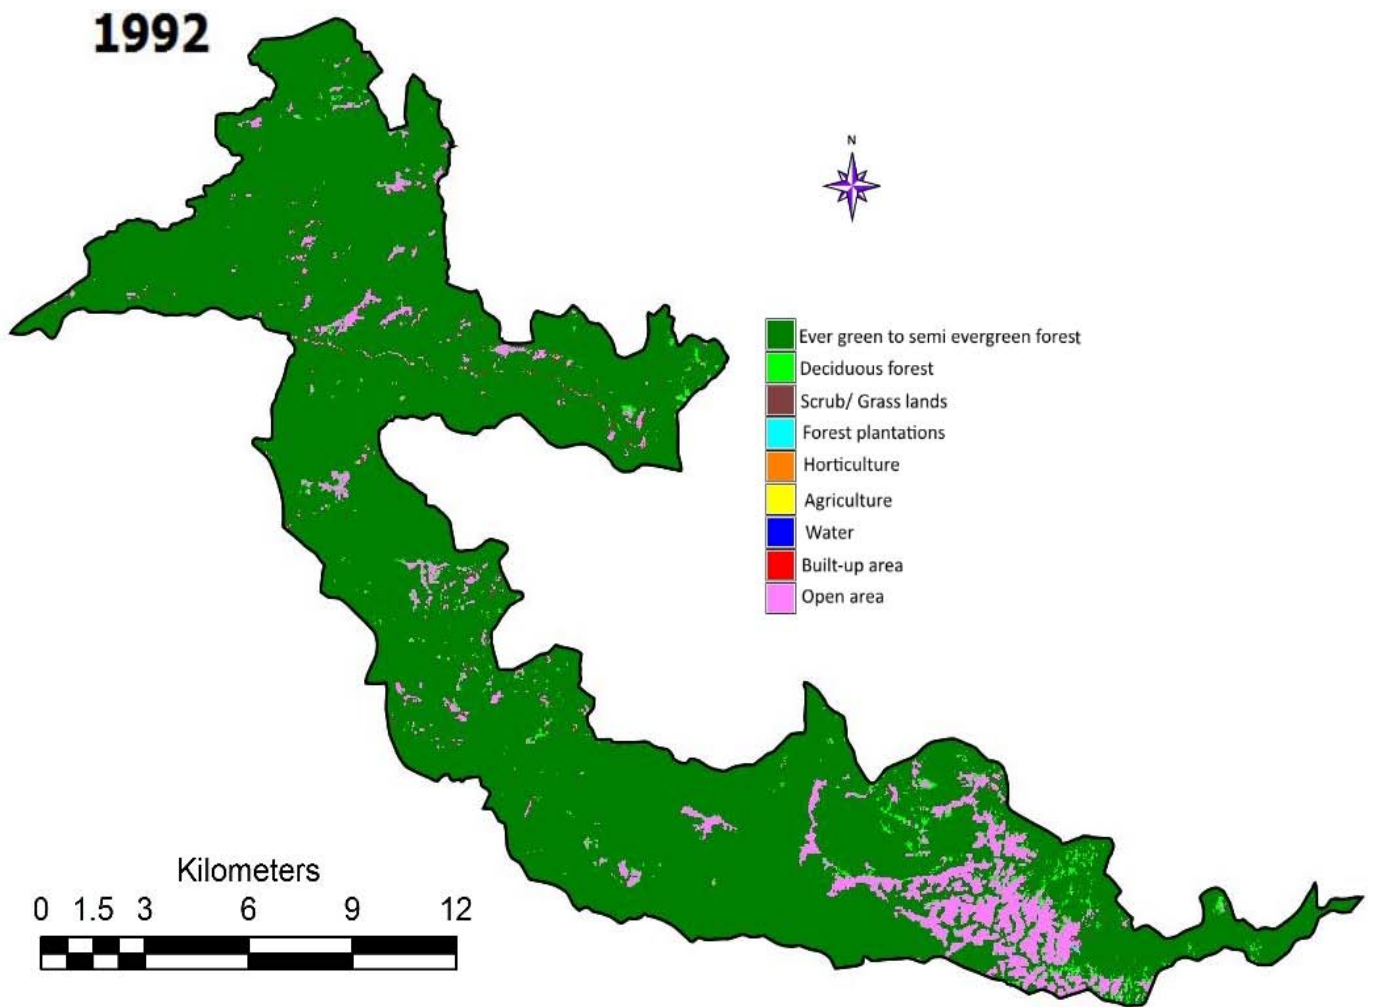 1992
N
Ever green to semi evergreen forest
Deciduous forest
Scrub/ Grass lands
Forest plantations
Horticulture
Agriculture
Water
Built-up area
Open area
Kilometers
0 1.5 3 6 9 12